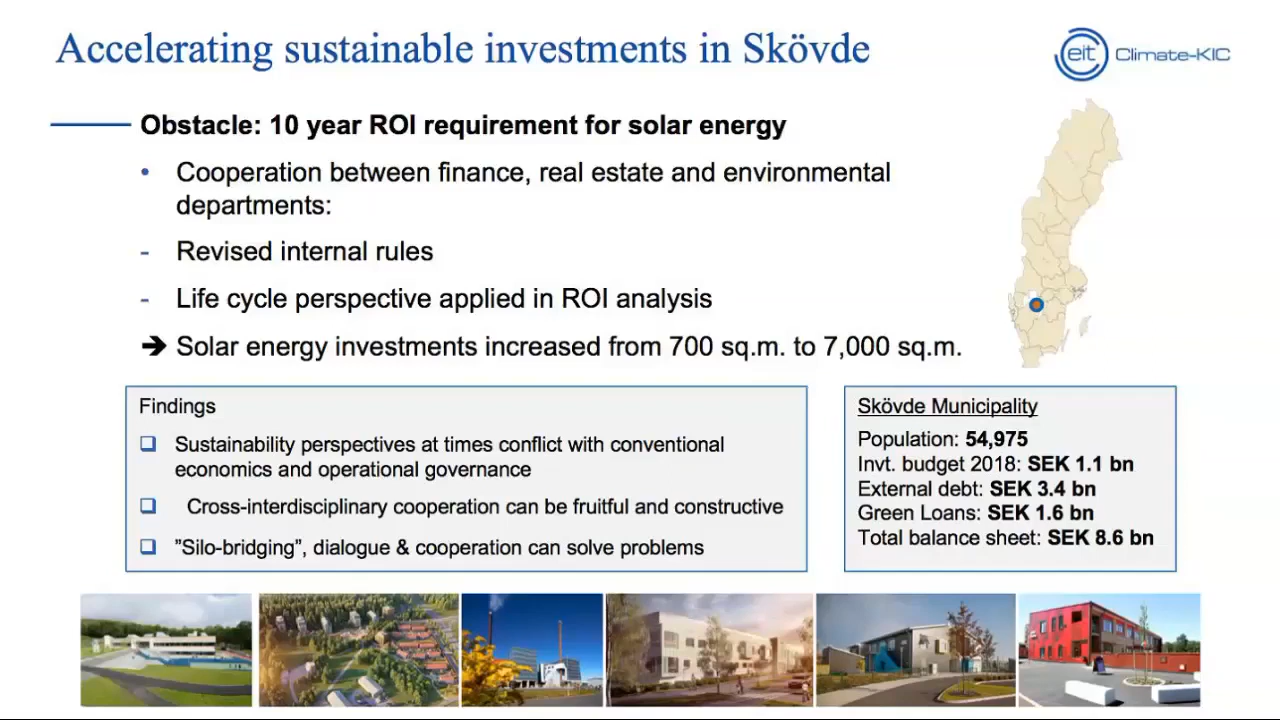 Accelerating sustainable investments in Skövde
eit Climate-KIC
Obstacle: 10 year ROI requirement for solar energy
• Cooperation between finance, real estate and environmental
departments:
- Revised internal rules
- Life cycle perspective applied in ROI analysis
➔ Solar energy investments increased from 700 sq.m. to 7,000 sq.m.
Findings
❑ Sustainability perspectives at times conflict with conventional
economics and operational governance
❑ Cross-interdisciplinary cooperation can be fruitful and constructive
❑ ”Silo-bridging”, dialogue & cooperation can solve problems
Skövde Municipality
Population: 54,975
Invt. budget 2018: SEK 1.1 bn
External debt: SEK 3.4 bn
Green Loans: SEK 1.6 bn
Total balance sheet: SEK 8.6 bn